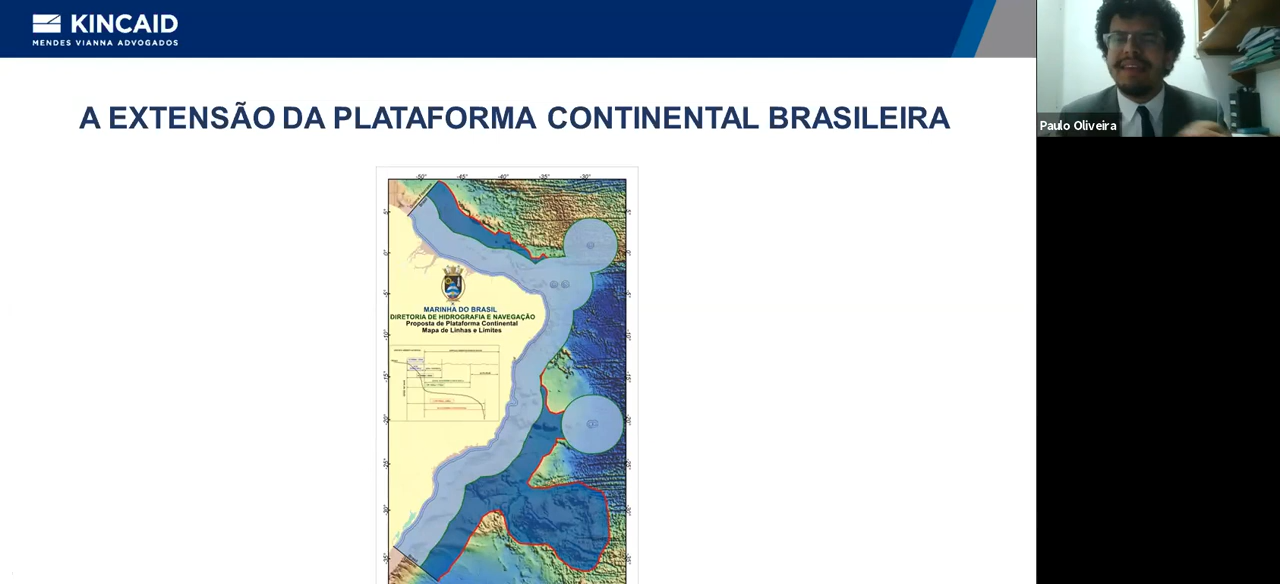 KINCAID
MENDES VIANNA ADVOGADOS
Paulo Oliveira
A EXTENSÃO DA PLATAFORMA CONTINENTAL BRASILEIRA
MARINHA DO BRASIL
DIRETORIA DE HIDROGRAFIA E NAVEGAÇÃO
Proposta de Plataforma Continental
Mapa de Linhas e Limites